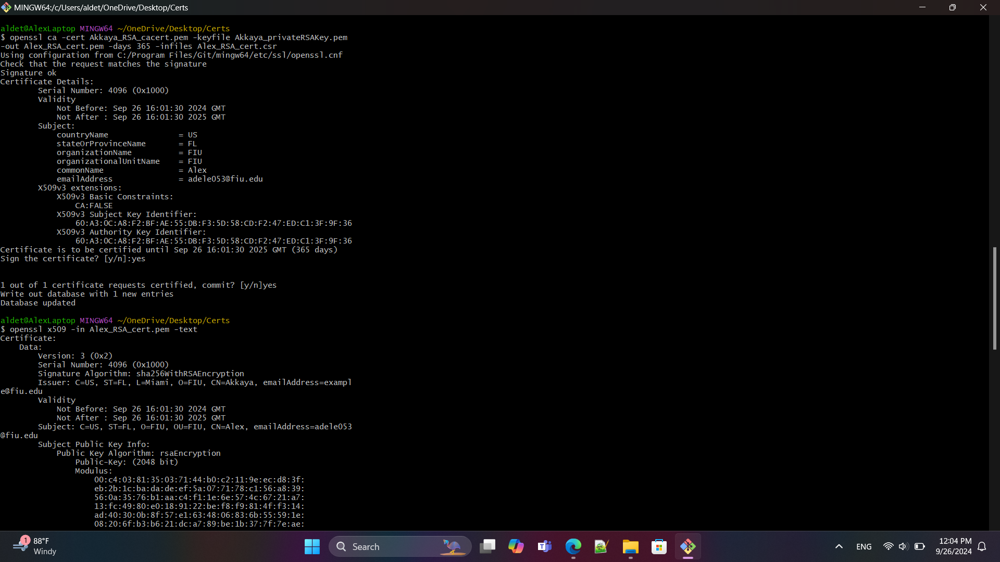 MINGW64:/c/Users/aldet/OneDrive/Desktop/Certs
aldet@AlexLaptop MINGW64 ~/OneDrive/Desktop/Certs
$ openssl ca -cert Akkaya_RSA_cacert.pem -keyfile Akkaya_privateRSAKey.pem
-out Alex_RSA_cert.pem -days 365 -infiles Alex_RSA_cert.csr
Using configuration from C:/Program Files/Git/mingw64/etc/ssl/openssl.cnf
Check that the request matches the signature
Signature ok
Certificate Details:
Serial Number: 4096 (0x1000)
Validity
Not Before: Sep 26 16:01:30 2024 GMT
Not After : Sep 26 16:01:30 2025 GMT
Subject:
countryName = US
stateOrProvinceName = FL
organizationName = FIU
organizationalUnitName = FIU
commonName = Alex
emailAddress = adele053@fiu.edu
X509v3 extensions:
X509v3 Basic Constraints:
CA:FALSE
X509v3 Subject Key Identifier:
60:A3:0C:A8:F2:BF:AE:55:DB:F3:5D:58:CD:F2:47:ED:C1:3F:9F:36
X509v3 Authority Key Identifier:
60:A3:0C:A8:F2:BF:AE:55:DB:F3:5D:58:CD:F2:47:ED:C1:3F:9F:36
Certificate is to be certified until Sep 26 16:01:30 2025 GMT (365 days)
Sign the certificate? [y/n]:yes
1 out of 1 certificate requests certified, commit? [y/n]yes
Write out database with 1 new entries
Database updated
aldet@AlexLaptop MINGW64 ~/OneDrive/Desktop/Certs
$ openssl x509 -in Alex_RSA_cert.pem -text
Certificate:
Data:
Version: 3 (0x2)
Serial Number: 4096 (0x1000)
Signature Algorithm: sha256WithRSAEncryption
Issuer: C=US, ST=FL, L=Miami, O=FIU, CN=Akkaya, emailAddress=exampl
e@fiu.edu
Validity
Not Before: Sep 26 16:01:30 2024 GMT
Not After : Sep 26 16:01:30 2025 GMT
Subject: C=US, ST=FL, O=FIU, OU=FIU, CN=Alex, emailAddress=adele053
@fiu.edu
Subject Public Key Info:
Public Key Algorithm: rsaEncryption
Public-Key: (2048 bit)
Modulus:
00:c4:03:81:35:03:71:44:b0:c2:11:9e:ec:d8:3f:
eb:2b:1c:ba:da:de:ef:5a:07:71:78:c1:56:a8:39:
56:0a:35:76:b1:aa:c4:f1:1e:6e:57:4c:67:21:a7:
13:fc:49:80:e0:18:91:22:be:f8:f9:81:4f:f3:14:
ad:40:30:0b:8f:57:e1:63:48:06:83:6b:55:59:1e:
08:20:6f:b3:b6:21:dc:a7:89:be:1b:37:7f:7e:ae:
1
88°F
Windy
Search
ENG
12:04 PM
9/26/2024